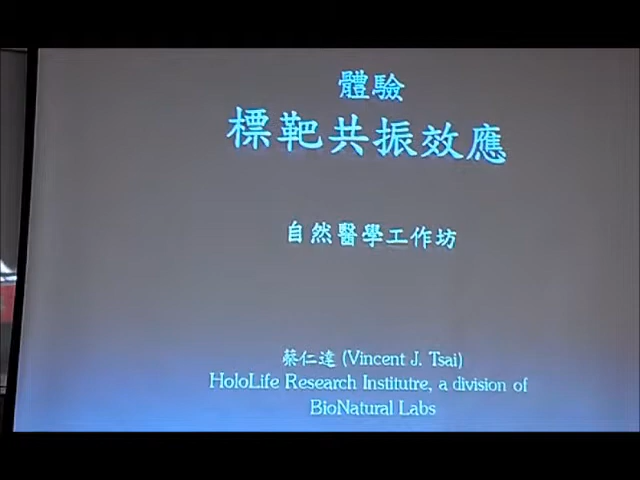 體驗
標靶共振效應
自然醫學工作坊
蔡仁達 (Vincent J. Tsai)
HoloLife Research Institutre, a division of
BioNatural Labs